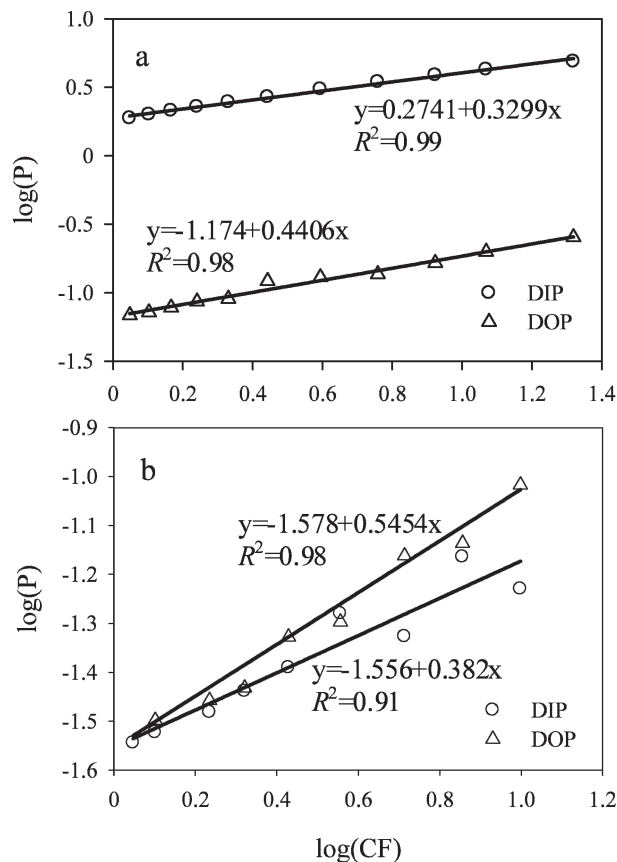 1.0
a
0.5
y=0.2741+0.3299x
R²=0.99
0
log(P)
-0.5
y=-1.174+0.4406x
R²=0.98
-1.0
DIP
DOP
-1.5
0 0.2 0.4 0.6 0.8 1.0 1.2 1.4
-0.9
b
-1.0
y=-1.578+0.5454x
R²=0.98
-1.1
-1.2
log(P)
-1.3
-1.4
y=-1.556+0.382x
R²=0.91
-1.5
DIP
DOP
-1.6
0 0.2 0.4 0.6 0.8 1.0 1.2
log(CF)